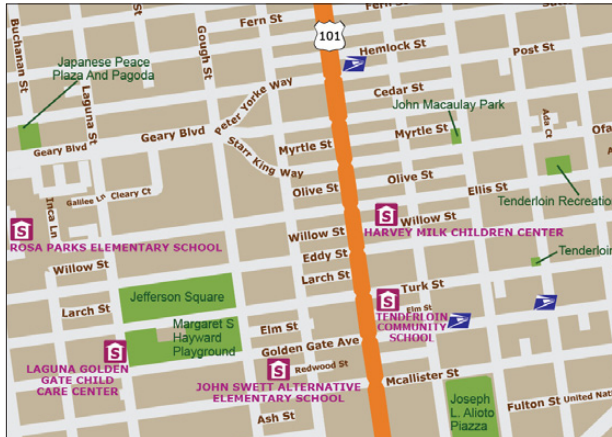 Fern St
Fern St
101
Hemlock St
Post St
Buchanan St
Gough St
Japanese Peace
Plaza And Pagoda
Laguna St
Peter Yorke Way
Cedar St
John Macaulay Park
Ada Ct
Geary Blvd
Geary Blvd
Myrtle St
Myrtle St
Starr King Way
Olive St
Olive St
Ellis St
Galilee Ln
Cleary Ct
Inca Ln
Tenderloin Recreation
Willow St
ROSA PARKS ELEMENTARY SCHOOL
Willow St
HARVEY MILK CHILDREN CENTER
Eddy St
Tenderloin
Willow St
Larch St
Turk St
Jefferson Square
Larch St
Elm St
TENDERLOIN
COMMUNITY
SCHOOL
Margaret S
Hayward
Playground
Elm St
Golden Gate Ave
Redwood St
LAGUNA GOLDEN
GATE CHILD
CARE CENTER
JOHN SWETT ALTERNATIVE
ELEMENTARY SCHOOL
Mcallister St
Joseph
L. Alioto
Piazza
Fulton St
United Nat
Ash St